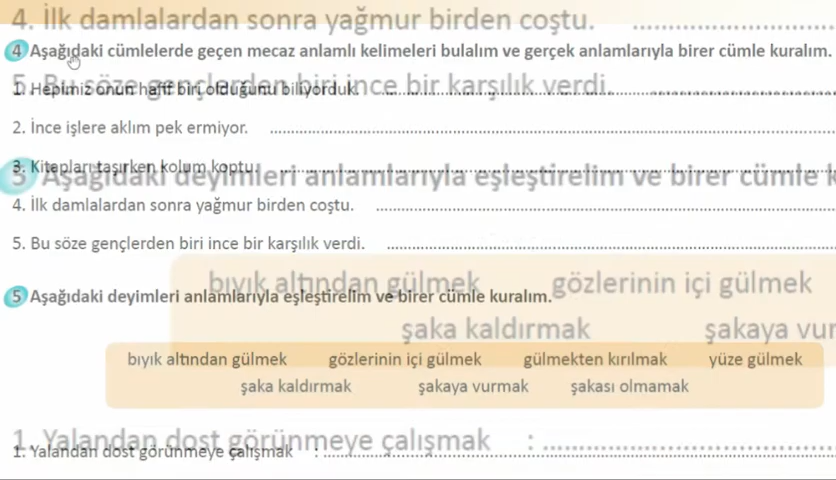 4. İlk damlalardan sonra yağmur birden coştu. ........................
4 Aşağıdaki cümlelerde geçen mecaz anlamlı kelimeleri bulalım ve gerçek anlamlarıyla birer cümle kuralım.
5. Bu söze gençlerden biri ince bir karşılık verdi. ........................
1. Hepimiz onun hafif biri olduğunu biliyorduk. ........................
2. İnce işlere aklım pek ermiyor. ........................
3. Kitapları taşırken kolum koptu. ........................
5 Aşağıdaki deyimleri anlamlarıyla eşleştirelim ve birer cümle k
4. İlk damlalardan sonra yağmur birden coştu. ........................
5. Bu söze gençlerden biri ince bir karşılık verdi. ........................
bıyık altından gülmek gözlerinin içi gülmek
5 Aşağıdaki deyimleri anlamlarıyla eşleştirelim ve birer cümle kuralım.
şaka kaldırmak şakaya vur
bıyık altından gülmek gözlerinin içi gülmek gülmekten kırılmak yüze gülmek
şaka kaldırmak şakaya vurmak şakası olmamak
1. Yalandan dost görünmeye çalışmak : ........................
1. Yalandan dost görünmeye çalışmak : ........................